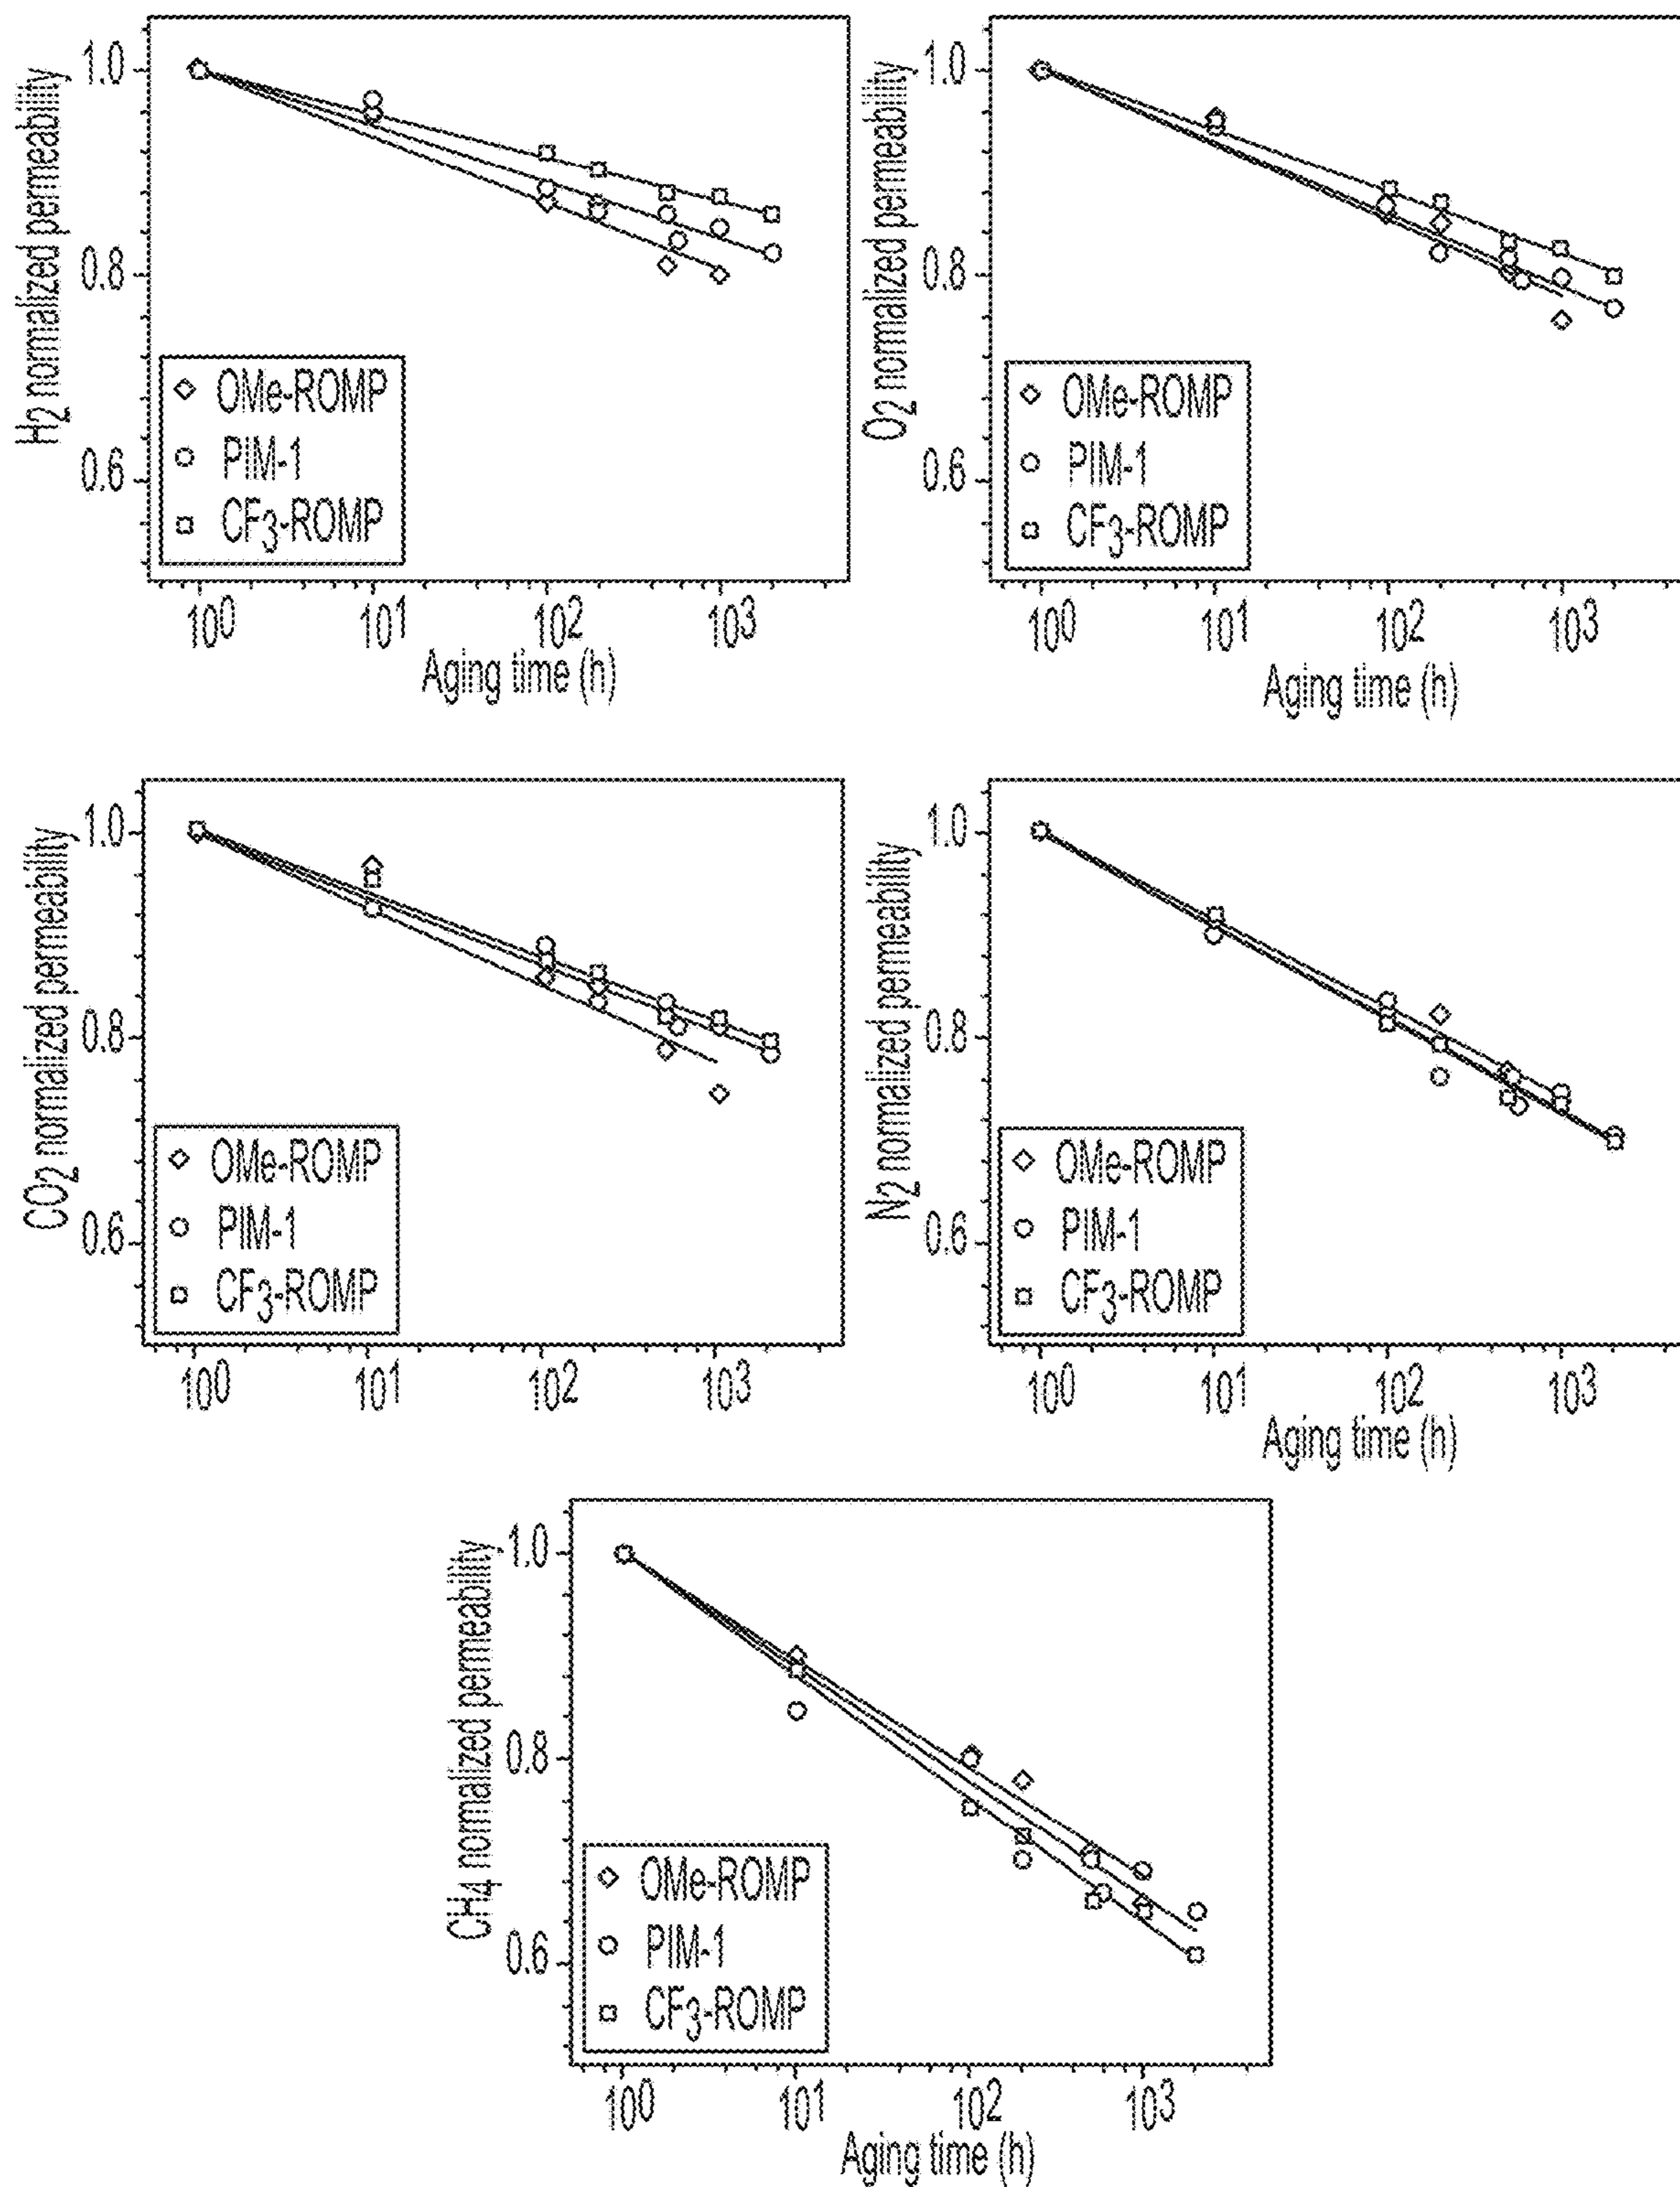 H2 normalized permeability
1.0
0.8
0.6
OMe-ROMP
PIM-1
CF3-ROMP
10^0 10^1 10^2 10^3
Aging time (h)
O2 normalized permeability
1.0
0.8
0.6
OMe-ROMP
PIM-1
CF3-ROMP
10^0 10^1 10^2 10^3
Aging time (h)
CO2 normalized permeability
1.0
0.8
0.6
OMe-ROMP
PIM-1
CF3-ROMP
10^0 10^1 10^2 10^3
N2 normalized permeability
1.0
0.8
0.6
OMe-ROMP
PIM-1
CF3-ROMP
10^0 10^1 10^2 10^3
Aging time (h)
CH4 normalized permeability
1.0
0.8
0.6
OMe-ROMP
PIM-1
CF3-ROMP
10^0 10^1 10^2 10^3
Aging time (h)